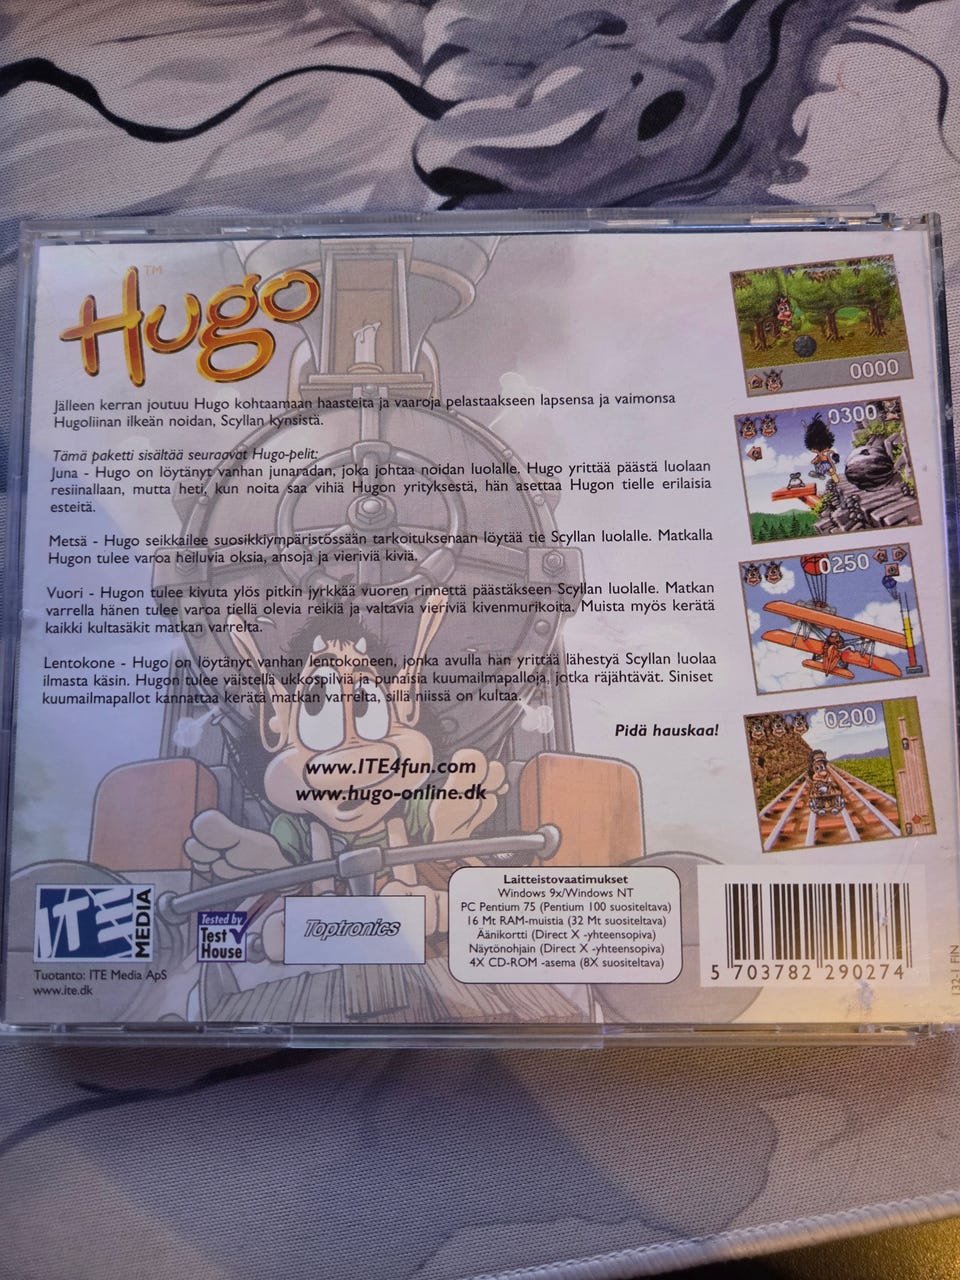 Hugo™
Jälleen kerran joutuu Hugo kohtaamaan haasteita ja vaaroja pelastaakseen lapsensa ja vaimonsa
Hugoliinan ilkeän noidan, Scyllan kynsistä.
Tämä paketti sisältää seuraavat Hugo-pelit:
Juna - Hugo on löytänyt vanhan junaradan, joka johtaa noidan luolalle. Hugo yrittää päästä luolaan
resiinallaan, mutta heti, kun noita saa vihiä Hugon yrityksestä, hän asettaa Hugon tielle erilaisia
esteitä.
Metsä - Hugo seikkailee suosikkiympäristössään tarkoituksenaan löytää tie Scyllan luolalle. Matkalla
Hugon tulee varoa heiluvia oksia, ansoja ja vieriviä kiviä.
Vuori - Hugon tulee kivuta ylös pitkin jyrkkää vuoren rinnettä päästäkseen Scyllan luolalle. Matkan
varrella hänen tulee varoa tiellä olevia reikiä ja valtavia vieriviä kivenmurikoita. Muista myös kerätä
kaikki kultasäkit matkan varrelta.
Lentokone - Hugo on löytänyt vanhan lentokoneen, jonka avulla hän yrittää lähestyä Scyllan luolaa
ilmasta käsin. Hugon tulee väistellä ukkospilviä ja punaisia kuumailmapalloja, jotka räjähtävät. Siniset
kuumailmapallot kannattaa kerätä matkan varrelta, sillä niissä on kultaa.
Pidä hauskaa!
www.ITE4fun.com
www.hugo-online.dk
0000
0300
0250
0200
ITE MEDIA
Tuotanto: ITE Media ApS
www.ite.dk
Tested by
Test
House
Toptronics
Laitteistovaatimukset
Windows 9x/Windows NT
PC Pentium 75 (Pentium 100 suositeltava)
16 Mt RAM-muistia (32 Mt suositeltava)
Äänikortti (Direct X -yhteensopiva)
Näytönohjain (Direct X -yhteensopiva)
4X CD-ROM -asema (8X suositeltava)
5 703782 290274
132-1 FIN